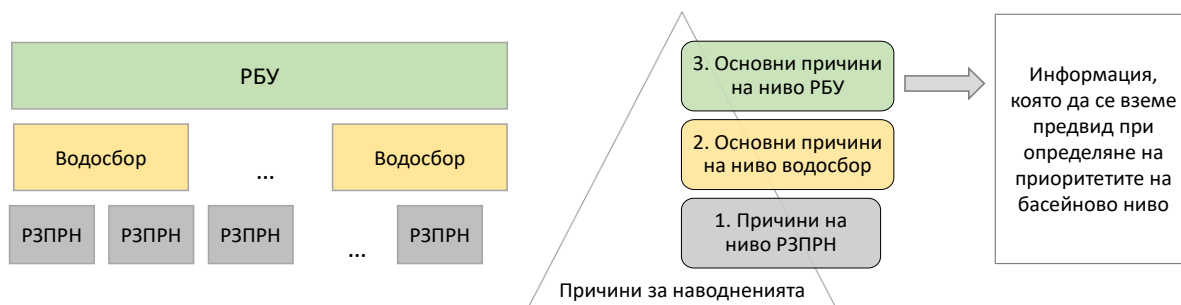 РБУ
Водосбор
...
Водосбор
РЗПРН
РЗПРН
РЗПРН
...
РЗПРН
3. Основни причини
на ниво РБУ
2. Основни причини
на ниво водосбор
1. Причини на
ниво РЗПРН
Причини за наводненията
Информация,
която да се вземе
предвид при
определяне на
приоритетите на
басейново ниво